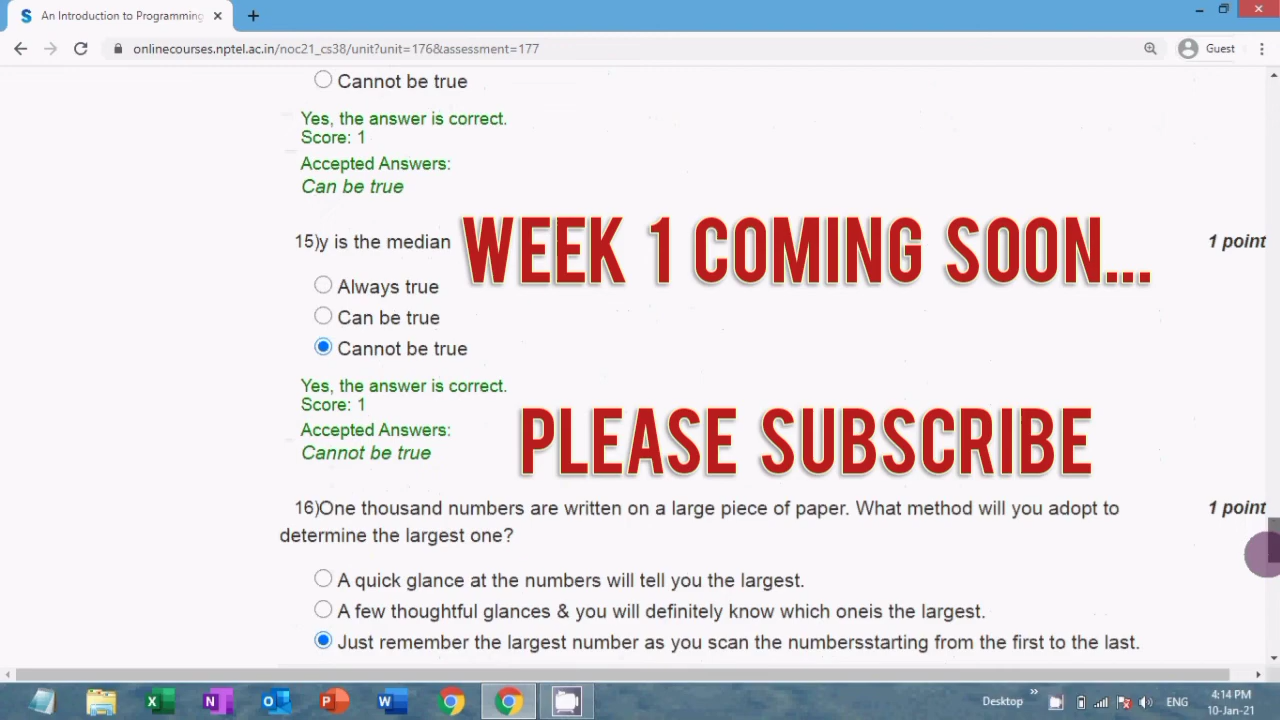 An Introduction to Programming
onlinecourses.nptel.ac.in/noc21_cs38/unit?unit=176&assessment=177
Guest
Cannot be true
Yes, the answer is correct.
Score: 1
Accepted Answers:
Can be true
15)y is the median
1 point
WEEK 1 COMING SOON...
Always true
Can be true
Cannot be true
Yes, the answer is correct.
Score: 1
Accepted Answers:
Cannot be true
PLEASE SUBSCRIBE
16)One thousand numbers are written on a large piece of paper. What method will you adopt to
1 point
determine the largest one?
A quick glance at the numbers will tell you the largest.
A few thoughtful glances & you will definitely know which oneis the largest.
Just remember the largest number as you scan the numbersstarting from the first to the last.
Desktop
ENG
4:14 PM
10-Jan-21